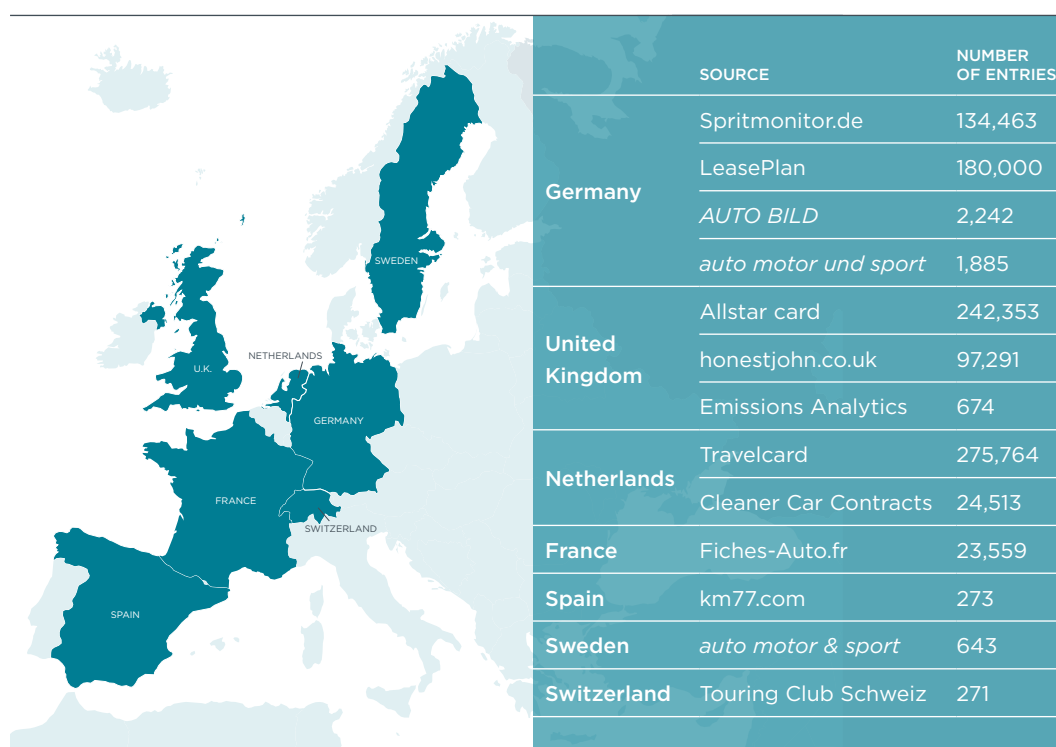 SWEDEN
NETHERLANDS
U.K.
GERMANY
FRANCE
SWITZERLAND
SPAIN
SOURCE
NUMBER
OF ENTRIES
Germany
Spritmonitor.de 134,463
LeasePlan 180,000
AUTO BILD 2,242
auto motor und sport 1,885
United
Kingdom
Allstar card 242,353
honestjohn.co.uk 97,291
Emissions Analytics 674
Netherlands
Travelcard 275,764
Cleaner Car Contracts 24,513
France Fiches-Auto.fr 23,559
Spain km77.com 273
Sweden auto motor & sport 643
Switzerland Touring Club Schweiz 271